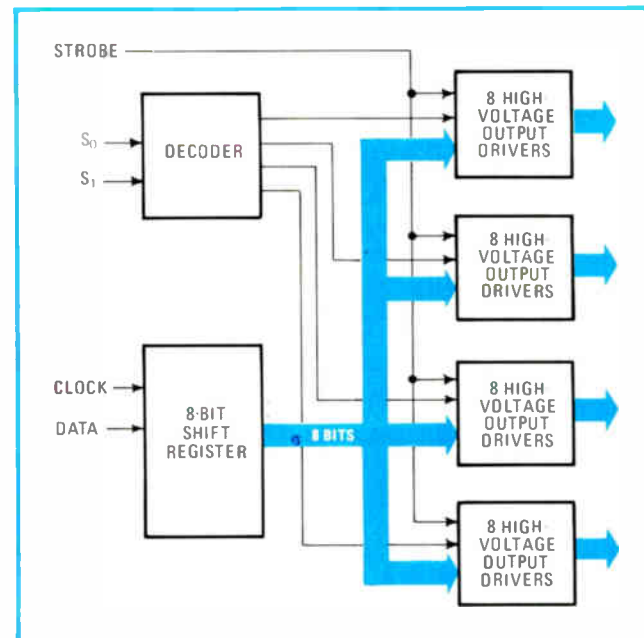 STROBE
S0
S1
DECODER
CLOCK
DATA
8-BIT
SHIFT
REGISTER
8 BITS
8 HIGH-
VOLTAGE
OUTPUT
DRIVERS
8 HIGH-
VOLTAGE
OUTPUT
DRIVERS
8 HIGH-
VOLTAGE
OUTPUT
DRIVERS
8 HIGH-
VOLTAGE
OUTPUT
DRIVERS